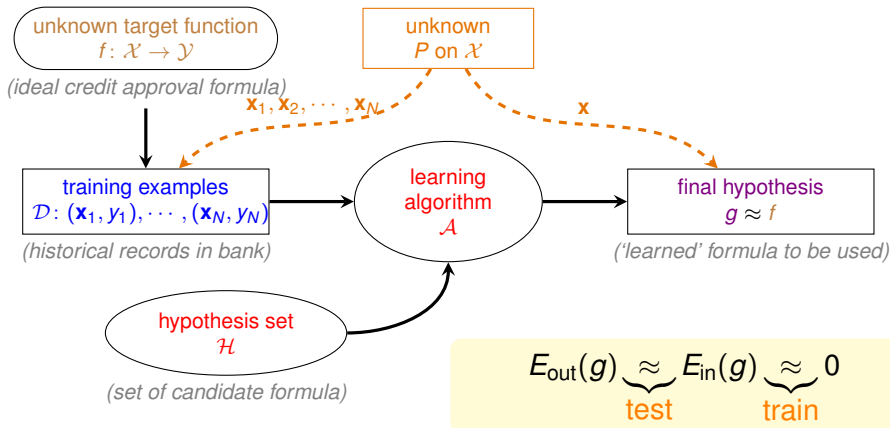 unknown target function
f: 𝒳 → 𝒴
(ideal credit approval formula)
unknown
P on 𝒳
x₁, x₂, ⋯ , x_N
x
training examples
𝒟: (x₁, y₁), ⋯ , (x_N, y_N)
(historical records in bank)
learning
algorithm
𝒜
final hypothesis
g ≈ f
('learned' formula to be used)
hypothesis set
ℋ
(set of candidate formula)
E_out(g) ≈ E_in(g) ≈ 0
test train